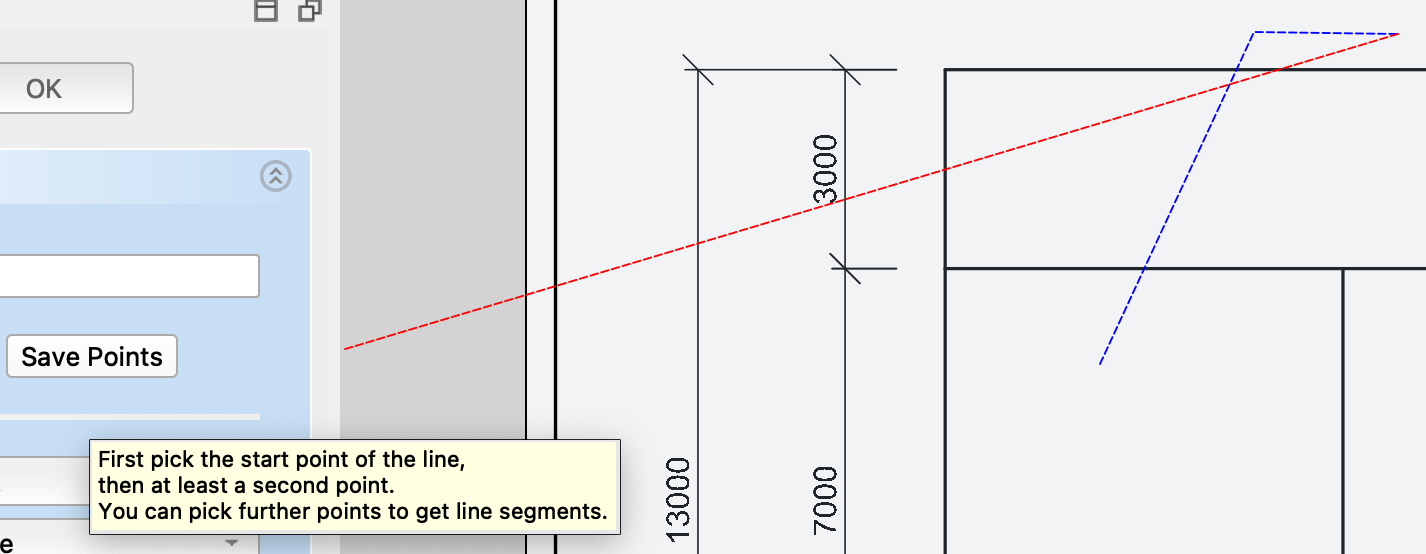 OK
3000
Save Points
First pick the start point of the line,
then at least a second point.
You can pick further points to get line segments.
13000
7000
e